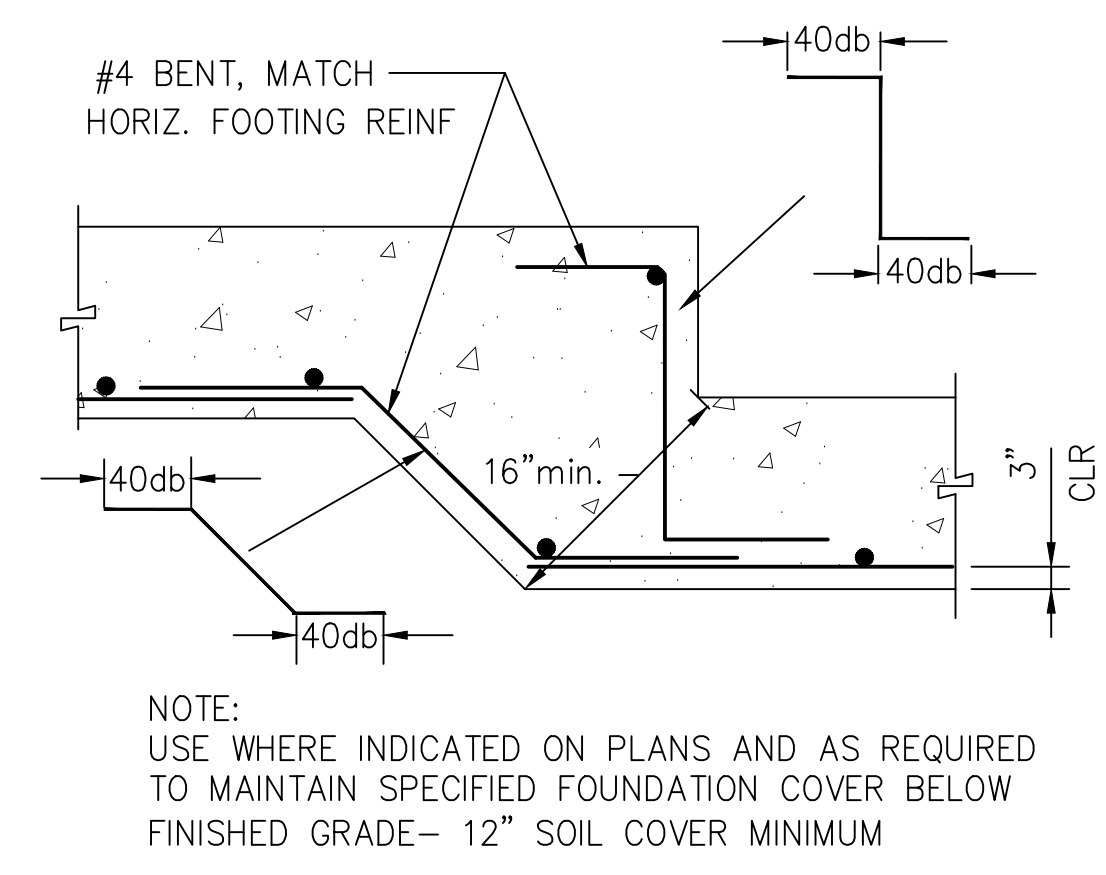 40db
#4 BENT, MATCH
HORIZ. FOOTING REINF
40db
16"min.
3"
CLR
40db
40db
NOTE:
USE WHERE INDICATED ON PLANS AND AS REQUIRED
TO MAINTAIN SPECIFIED FOUNDATION COVER BELOW
FINISHED GRADE– 12" SOIL COVER MINIMUM